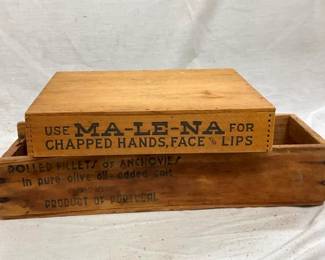 USE MA-LE-NA FOR
CHAPPED HANDS, FACE AND LIPS
ROLLED FILLETS OF ANCHOVIES
in pure olive oil - added salt
PRODUCT OF PORTUGAL